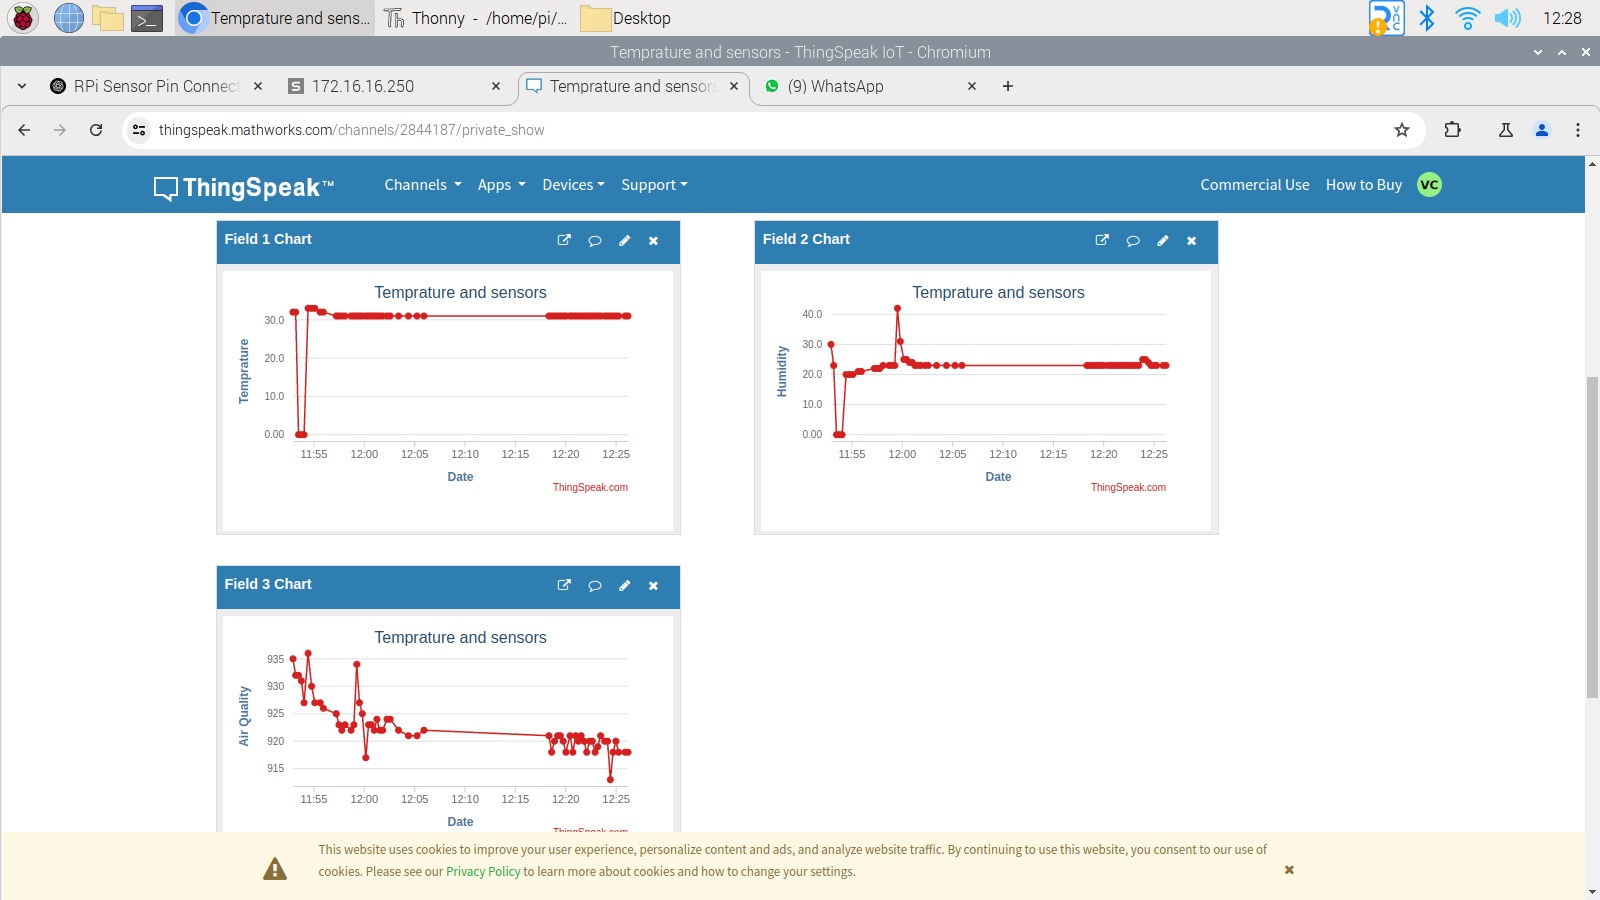 Temprature and sens...
Thonny - /home/pi/...
Desktop
12:28
Temprature and sensors - ThingSpeak IoT - Chromium
RPi Sensor Pin Connect
172.16.16.250
Temprature and sensors
(9) WhatsApp
thingspeak.mathworks.com/channels/2844187/private_show
ThingSpeak™
Channels
Apps
Devices
Support
Commercial Use
How to Buy
VC
Field 1 Chart
Temprature and sensors
Temprature
30.0
20.0
10.0
0.00
11:55 12:00 12:05 12:10 12:15 12:20 12:25
Date
ThingSpeak.com
Field 2 Chart
Temprature and sensors
Humidity
40.0
30.0
20.0
10.0
0.00
11:55 12:00 12:05 12:10 12:15 12:20 12:25
Date
ThingSpeak.com
Field 3 Chart
Temprature and sensors
Air Quality
935
930
925
920
915
11:55 12:00 12:05 12:10 12:15 12:20 12:25
Date
ThingSpeak.com
This website uses cookies to improve your user experience, personalize content and ads, and analyze website traffic. By continuing to use this website, you consent to our use of
cookies. Please see our Privacy Policy to learn more about cookies and how to change your settings.